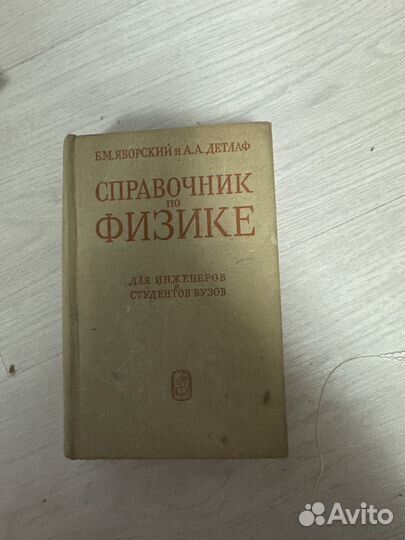 Б.М.ЯВОРСКИЙ и А.А.ДЕТЛАФ
СПРАВОЧНИК
ПО
ФИЗИКЕ
ДЛЯ ИНЖЕНЕРОВ
И
СТУДЕНТОВ ВУЗОВ
Avito